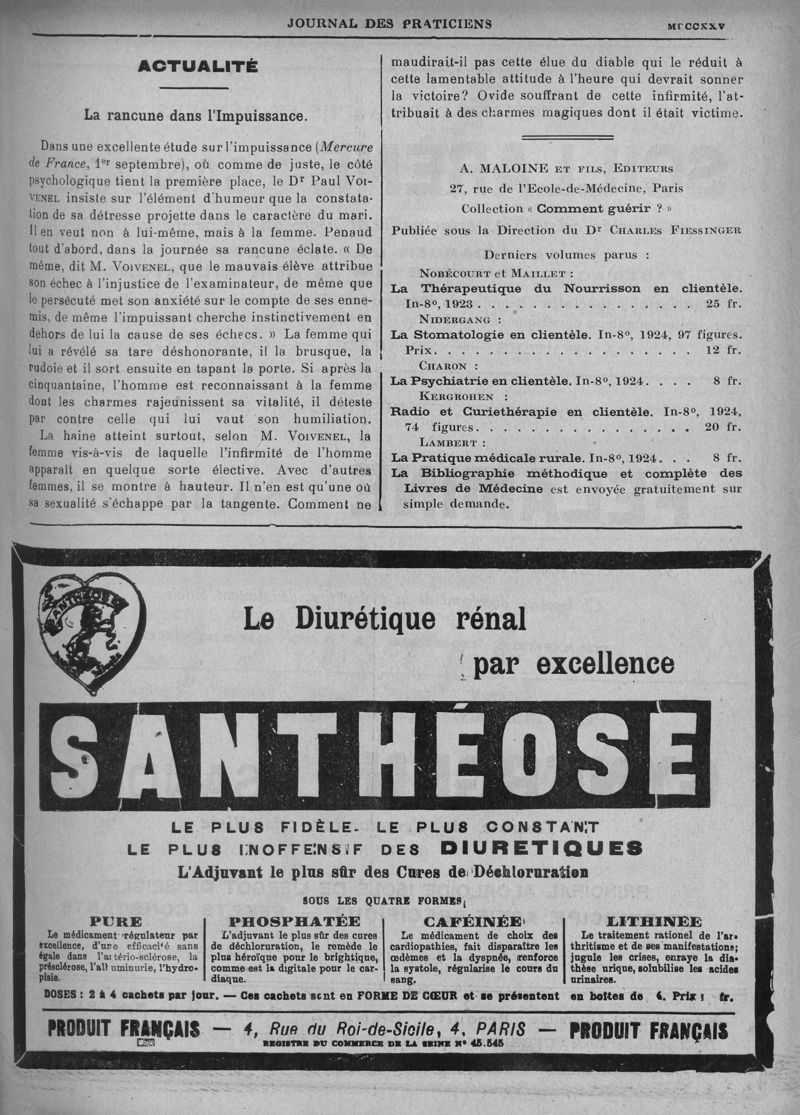 JOURNAL DES PRATICIENS
MCCCXXV
ACTUALITÉ
La rancune dans l'Impuissance.
Dans une excellente étude sur l'impuissance (Mercure
de France, 1er septembre), où comme de juste, le côté
psychologique tient la première place, le Dr Paul VOI-
VENEL insiste sur l'élément d'humeur que la constata-
tion de sa détresse projette dans le caractère du mari.
Il en veut non à lui-même, mais à la femme. Penaud
tout d'abord, dans la journée sa rancune éclate. « De
même, dit M. VOIVENEL, que le mauvais élève attribue
son échec à l'injustice de l'examinateur, de même que
le persécuté met son anxiété sur le compte de ses enne-
mis, de même l'impuissant cherche instinctivement en
dehors de lui la cause de ses échecs. » La femme qui
lui a révélé sa tare déshonorante, il la brusque, la
rudoie et il sort ensuite en tapant la porte. Si après la
cinquantaine, l'homme est reconnaissant à la femme
dont les charmes rajeunissent sa vitalité, il déteste
par contre celle qui lui vaut son humiliation.
La haine atteint surtout, selon M. VOIVENEL, la
femme vis-à-vis de laquelle l'infirmité de l'homme
apparaît en quelque sorte élective. Avec d'autres
femmes, il se montre à hauteur. Il n'en est qu'une où
sa sexualité s'échappe par la tangente. Comment ne
maudirait-il pas cette élue du diable qui le réduit à
cette lamentable attitude à l'heure qui devrait sonner
la victoire? Ovide souffrant de cette infirmité, l'at-
tribuait à des charmes magiques dont il était victime.
A. MALOINE ET FILS, EDITEURS
27, rue de l'Ecole-de-Médecine, Paris
Collection « Comment guérir ? »
Publiée sous la Direction du Dr CHARLES FIESSINGER
Derniers volumes parus :
NOBÉCOURT et MAILLET :
La Thérapeutique du Nourrisson en clientèle.
In-8º, 1923 . . . . . . . . . . . . . . . 25 fr.
NIDERGANG :
La Stomatologie en clientèle. In-8º, 1924, 97 figures.
Prix. . . . . . . . . . . . . . . . . . . 12 fr.
CHARON :
La Psychiatrie en clientèle. In-8º, 1924. . . . 8 fr.
KERGROHEN :
Radio et Curiethérapie en clientèle. In-8º, 1924,
74 figures. . . . . . . . . . . . . . . . 20 fr.
LAMBERT :
La Pratique médicale rurale. In-8º, 1924. . . 8 fr.
La Bibliographie méthodique et complète des
Livres de Médecine est envoyée gratuitement sur
simple demande.
SANTHÉOSE
Le Diurétique rénal
par excellence
SANTHÉOSE
LE PLUS FIDÈLE - LE PLUS CONSTANT
LE PLUS INOFFENSIF DES DIURETIQUES
L'Adjuvant le plus sûr des Cures de Déchloruration
SOUS LES QUATRE FORMES
PURE
Le médicament régulateur par
excellence, d'une efficacité sans
égale dans l'artério-sclérose, la
présclérose, l'albuminurie, l'hydro-
pisie.
PHOSPHATÉE
L'adjuvant le plus sûr des cures
de déchloruration, le remède le
plus héroïque pour le brightique,
comme est la digitale pour le car-
diaque.
CAFÉINÉE
Le médicament de choix des
cardiopathies, fait disparaître les
œdèmes et la dyspnée, renforce
la systole, régularise le cours du
sang.
LITHINEE
Le traitement rationel de l'ar-
thritisme et de ses manifestations;
jugule les crises, enraye la dia-
thèse urique, solubilise les acides
urinaires.
DOSES : 2 à 4 cachets par jour. — Ces cachets sont en FORME DE CŒUR et se présentent en boîtes de Prix : fr.
PRODUIT FRANÇAIS — 4, Rue du Roi-de-Sicile, 4, PARIS — PRODUIT FRANÇAIS
REGISTRE DU COMMERCE DE LA SEINE Nº 45.545